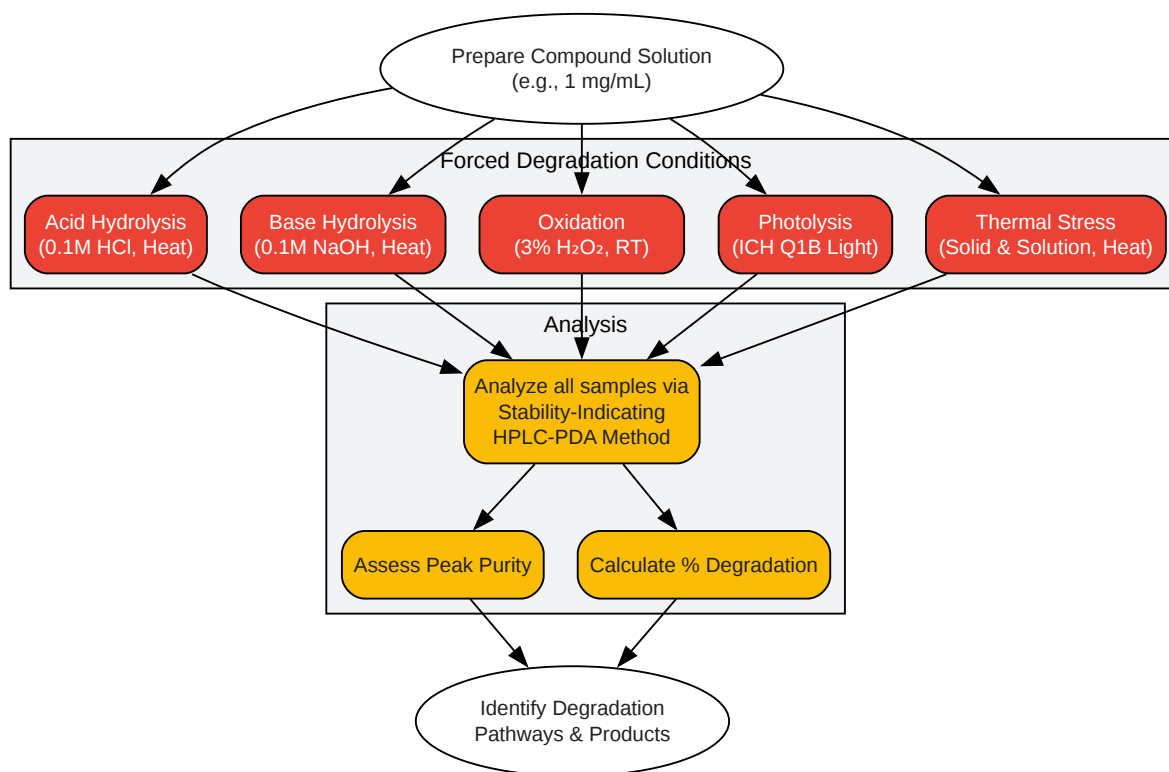 Prepare Compound Solution
(e.g., 1 mg/mL)
Forced Degradation Conditions
Acid Hydrolysis
(0.1M HCl, Heat)
Base Hydrolysis
(0.1M NaOH, Heat)
Oxidation
(3% H₂O₂, RT)
Photolysis
(ICH Q1B Light)
Thermal Stress
(Solid & Solution, Heat)
Analysis
Analyze all samples via
Stability-Indicating
HPLC-PDA Method
Assess Peak Purity
Calculate % Degradation
Identify Degradation
Pathways & Products